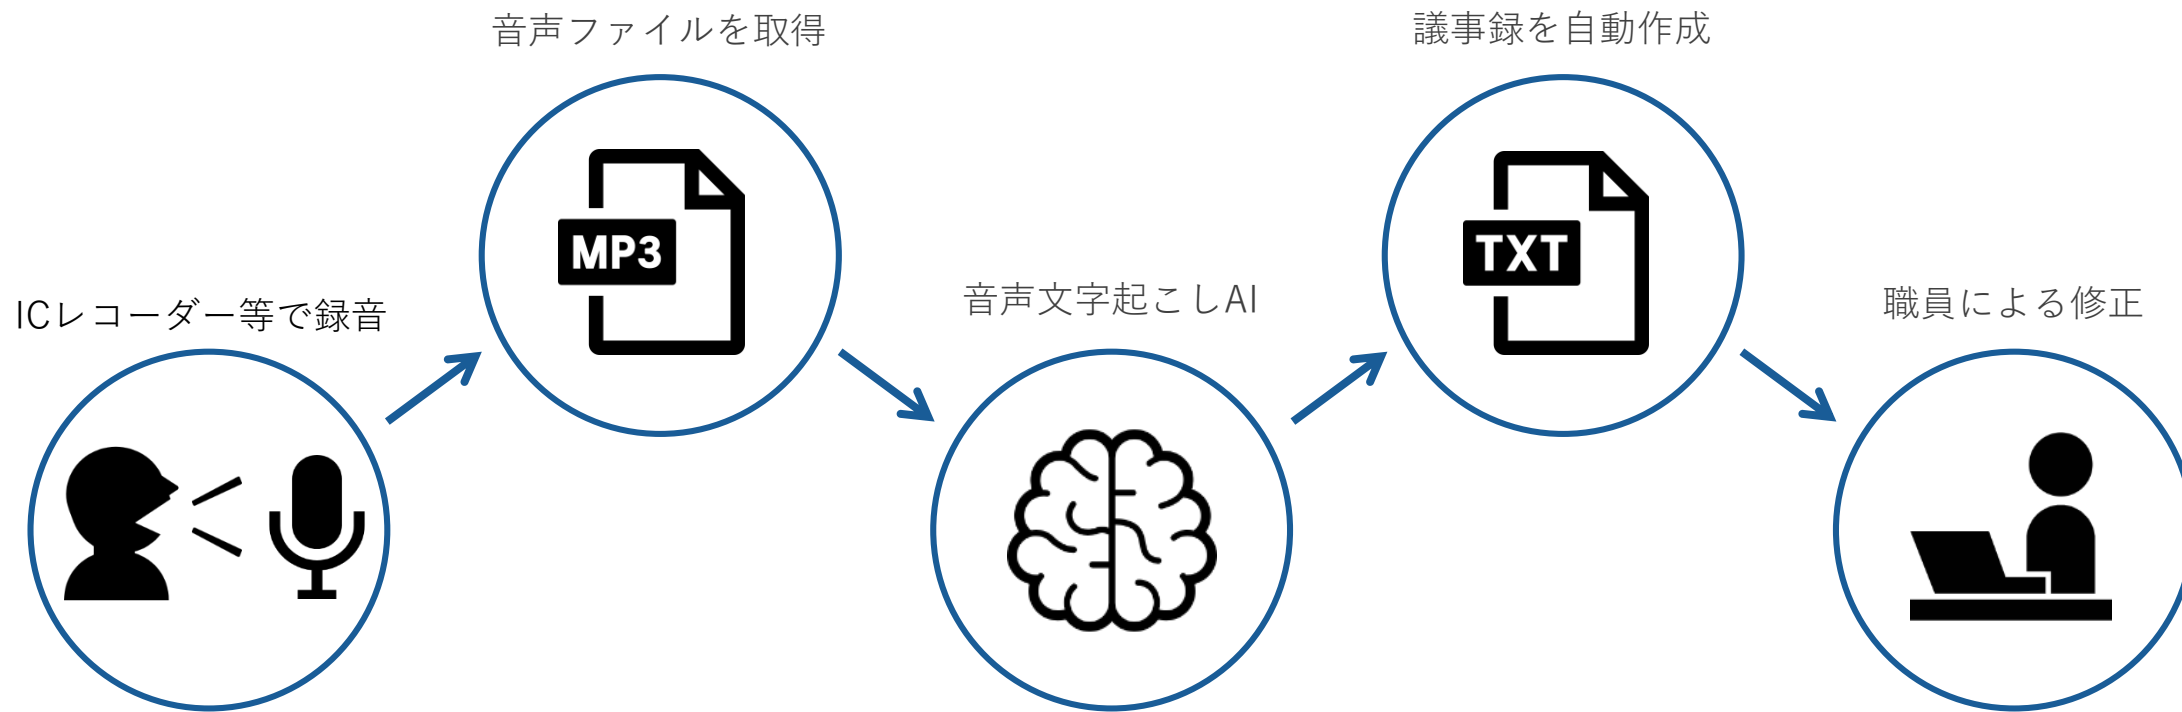 ICレコーダー等で録音
音声ファイルを取得
MP3
音声文字起こしAI
議事録を自動作成
TXT
職員による修正